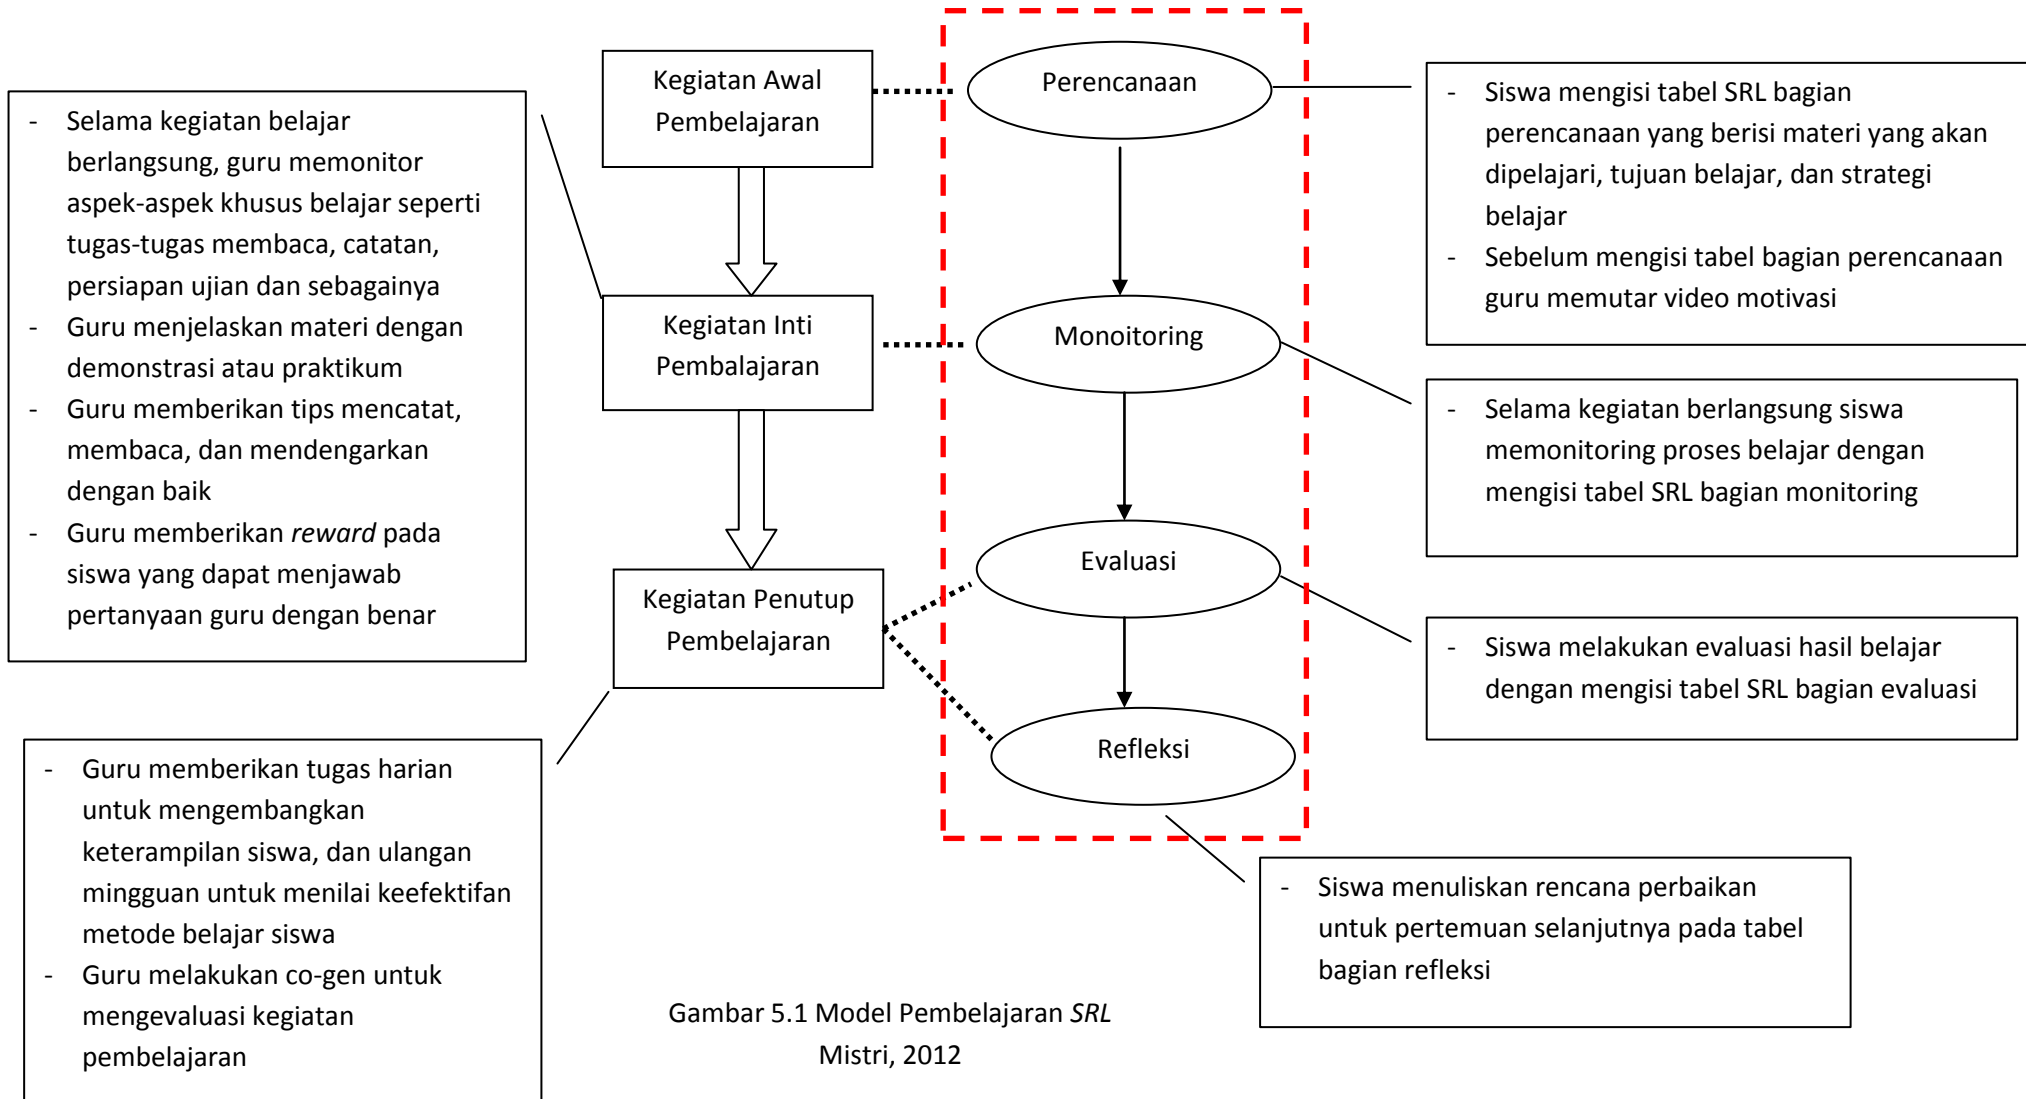 Kegiatan Awal
Pembelajaran
Perencanaan
- Siswa mengisi tabel SRL bagian
perencanaan yang berisi materi yang akan
dipelajari, tujuan belajar, dan strategi
belajar
- Sebelum mengisi tabel bagian perencanaan
guru memutar video motivasi
- Selama kegiatan belajar
berlangsung, guru memonitor
aspek-aspek khusus belajar seperti
tugas-tugas membaca, catatan,
persiapan ujian dan sebagainya
- Guru menjelaskan materi dengan
demonstrasi atau praktikum
- Guru memberikan tips mencatat,
membaca, dan mendengarkan
dengan baik
- Guru memberikan reward pada
siswa yang dapat menjawab
pertanyaan guru dengan benar
Kegiatan Inti
Pembalajaran
Monoitoring
- Selama kegiatan berlangsung siswa
memonitoring proses belajar dengan
mengisi tabel SRL bagian monitoring
Kegiatan Penutup
Pembelajaran
Evaluasi
- Siswa melakukan evaluasi hasil belajar
dengan mengisi tabel SRL bagian evaluasi
Refleksi
- Guru memberikan tugas harian
untuk mengembangkan
keterampilan siswa, dan ulangan
mingguan untuk menilai keefektifan
metode belajar siswa
- Guru melakukan co-gen untuk
mengevaluasi kegiatan
pembelajaran
- Siswa menuliskan rencana perbaikan
untuk pertemuan selanjutnya pada tabel
bagian refleksi
Gambar 5.1 Model Pembelajaran SRL
Mistri, 2012